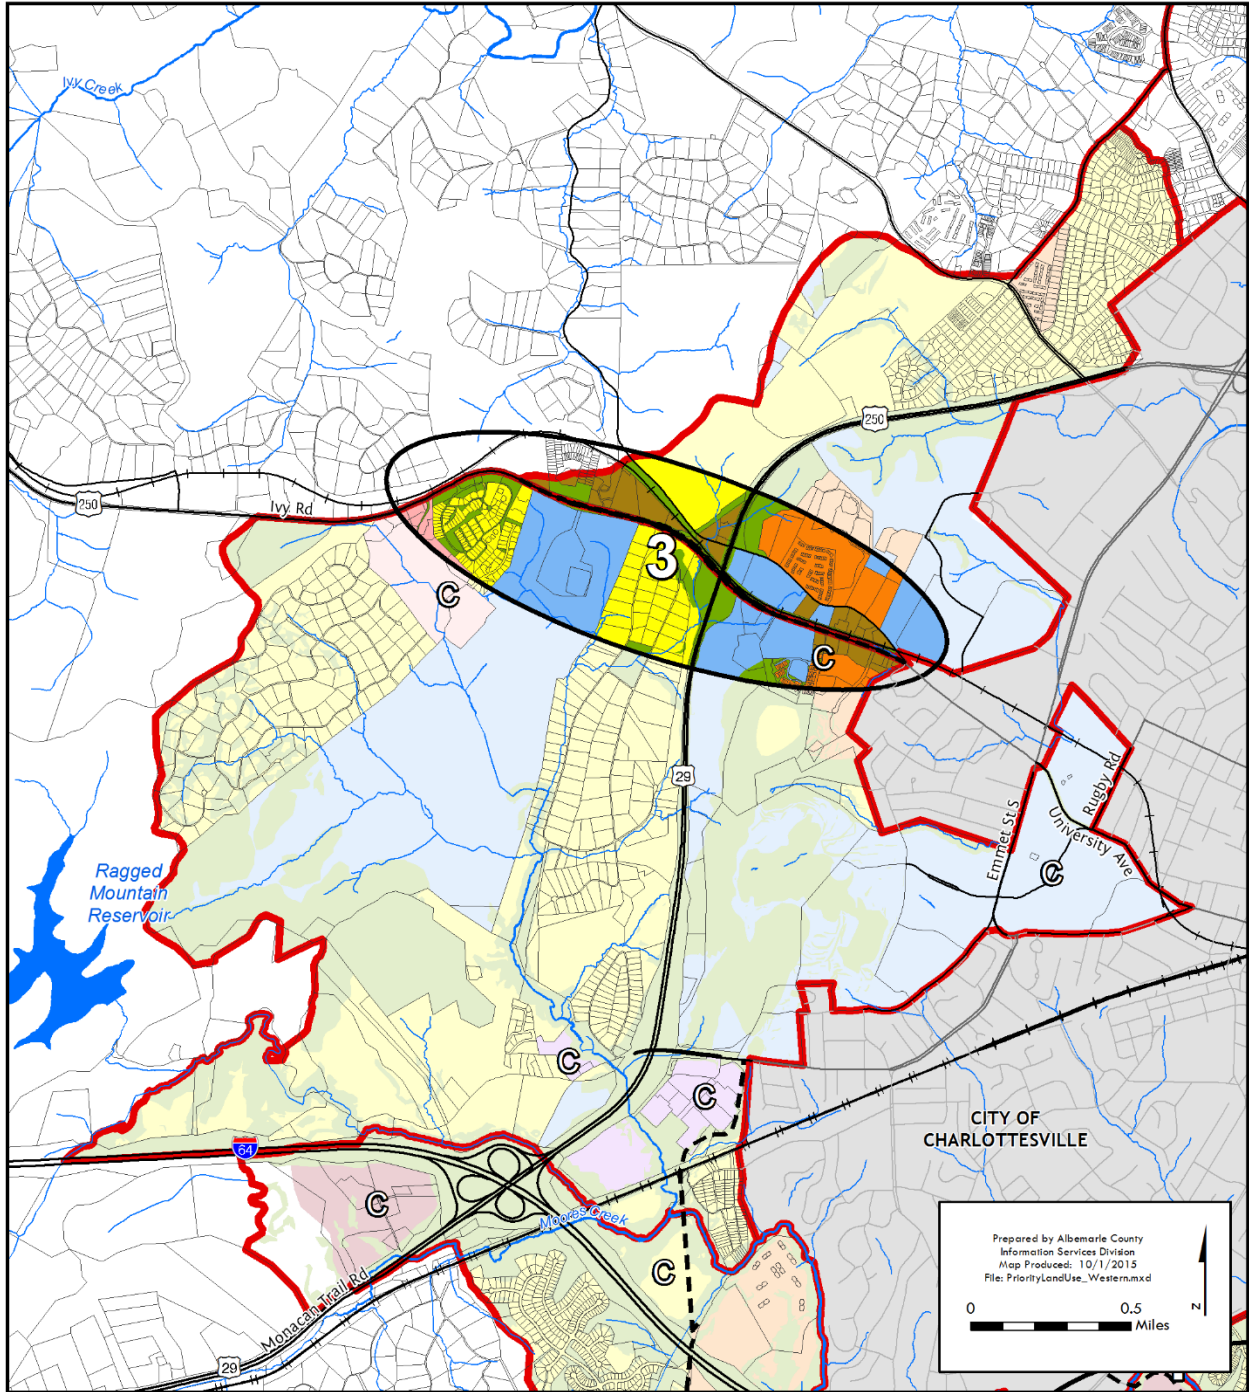 Ivy Creek
250
250
Ivy Rd
3
C
C
29
Rugby Rd
Emmet St S
University Ave
C
Ragged
Mountain
Reservoir
C
C
CITY OF
CHARLOTTESVILLE
64
C
Moores Creek
C
Monacan Trail Rd
29
Prepared by Albemarle County
Information Services Division
Map Produced: 10/1/2015
File: PriorityLandUse_Western.mxd
0 0.5
Miles
N